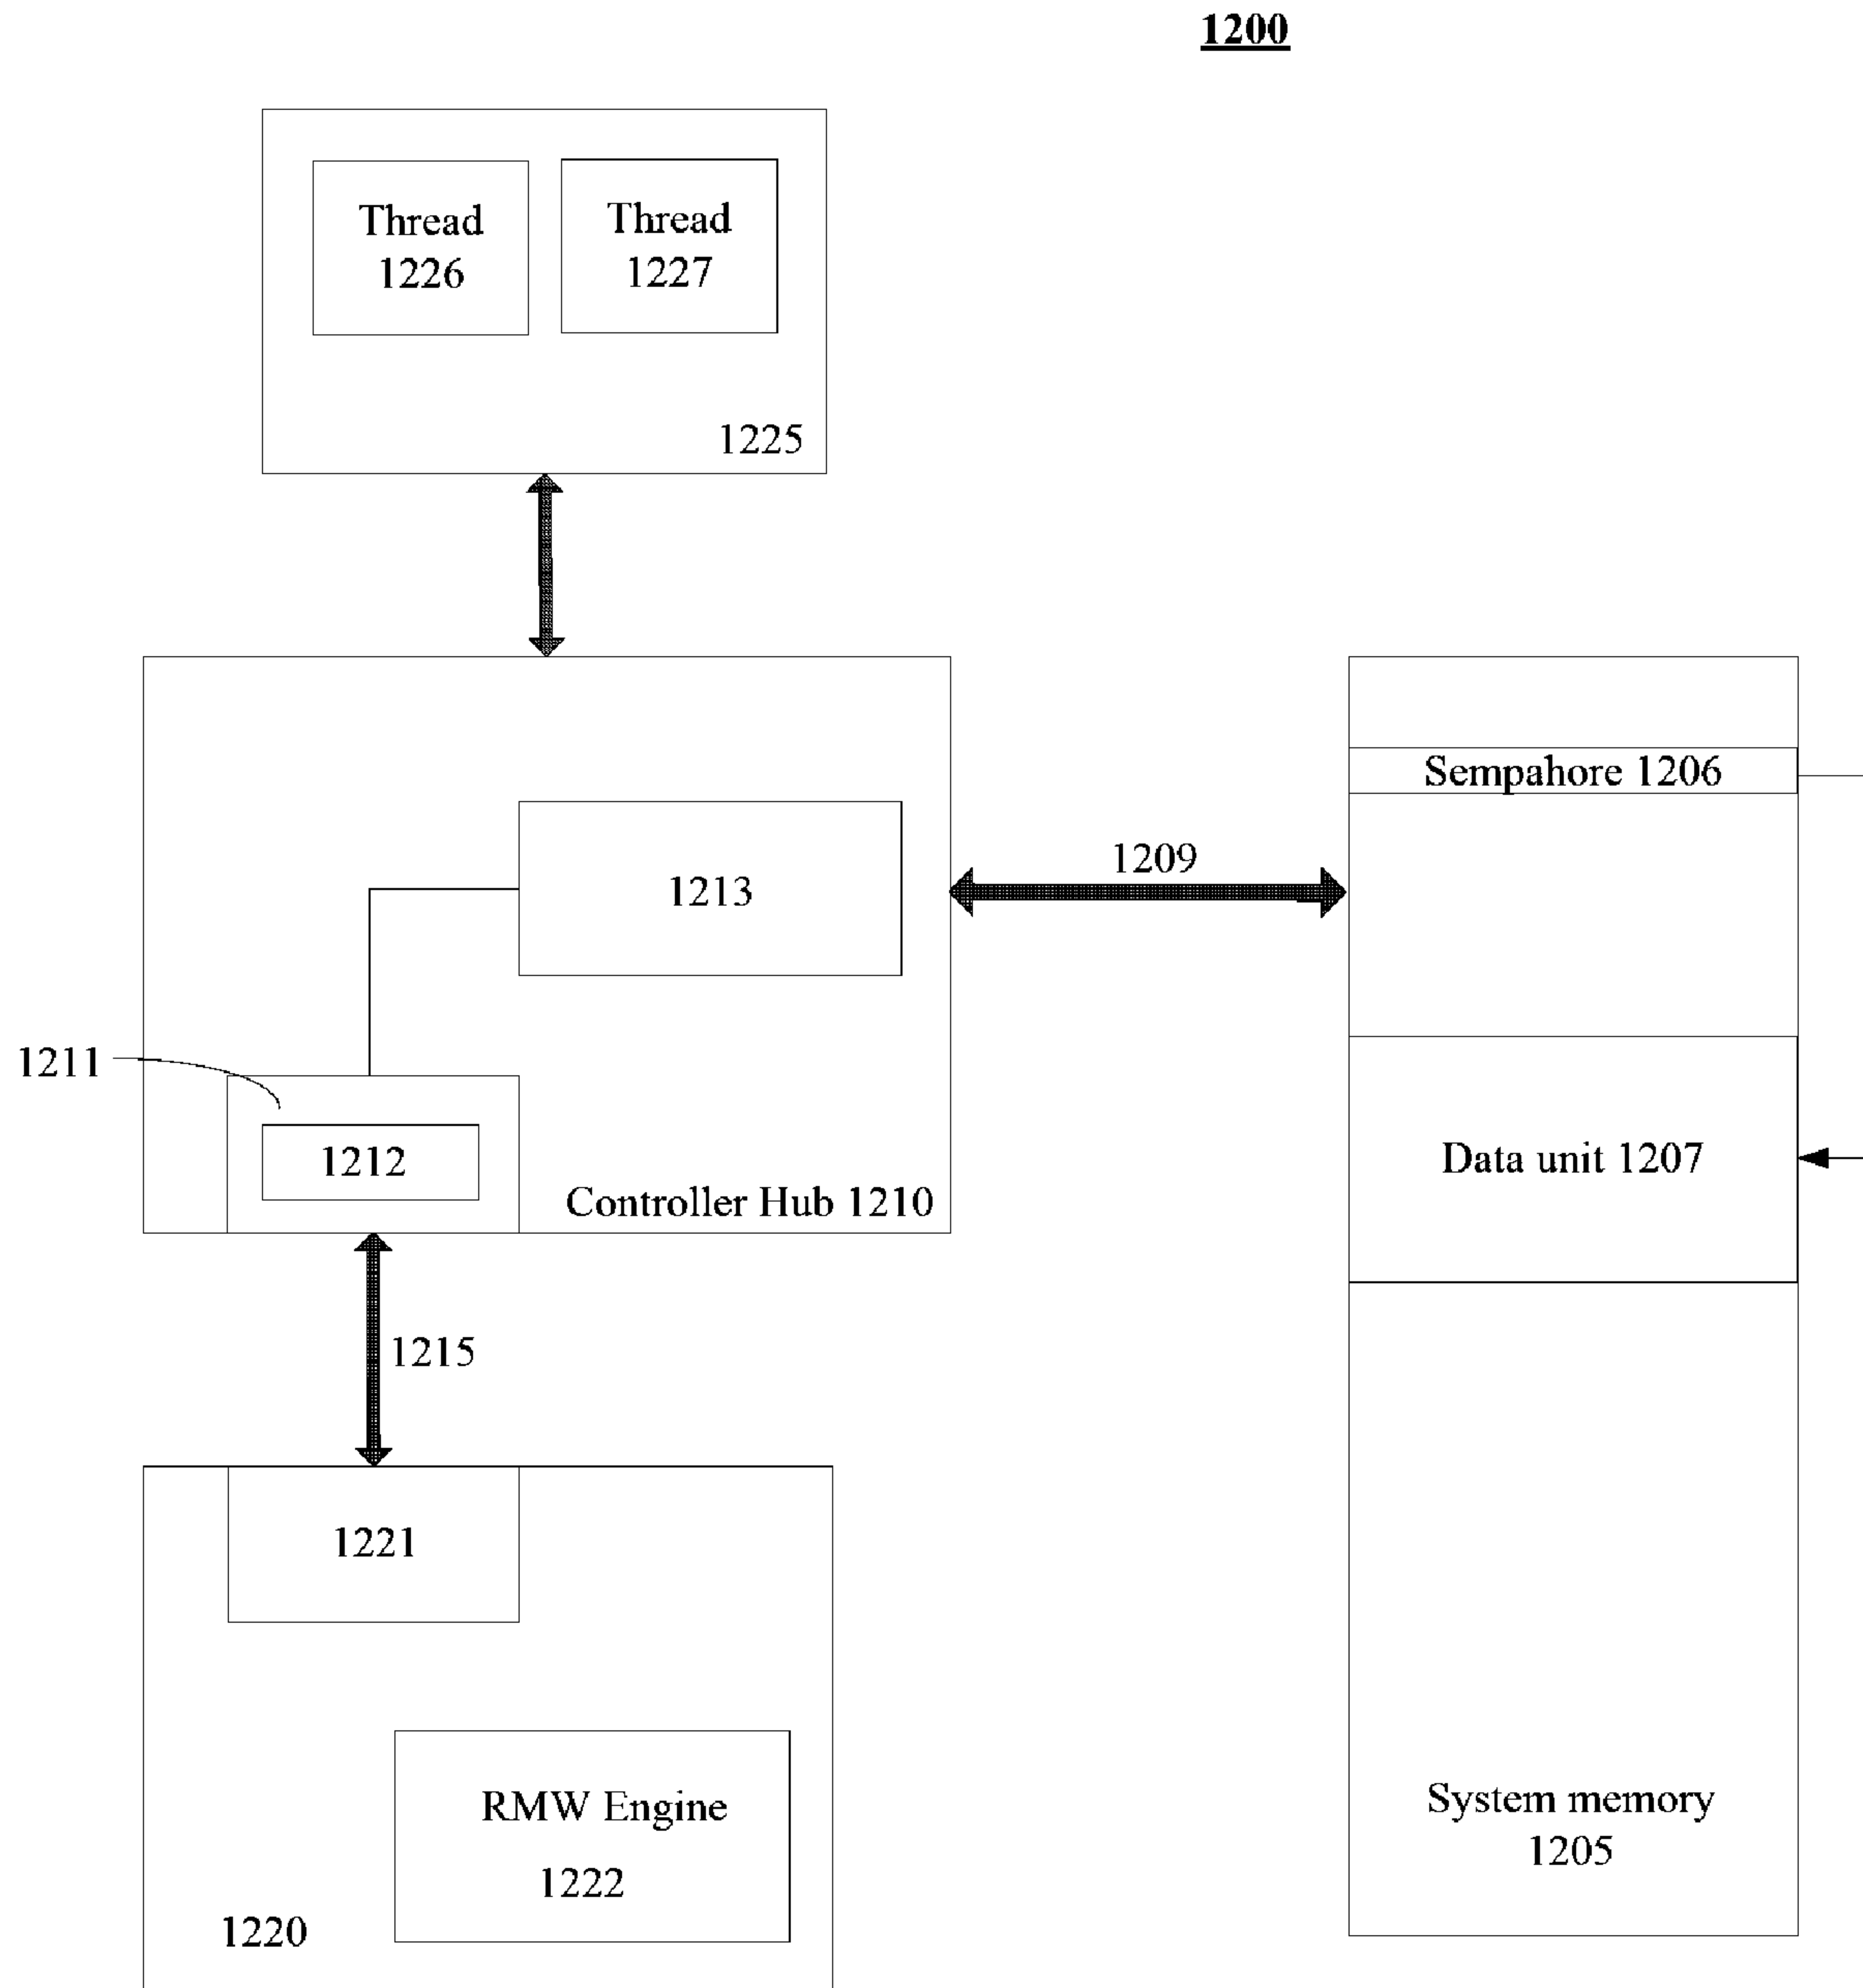 1200
Thread
1226
Thread
1227
1225
Sempahore 1206
1209
1213
1211
1212
Data unit 1207
Controller Hub 1210
1215
1221
RMW Engine
1222
System memory
1205
1220